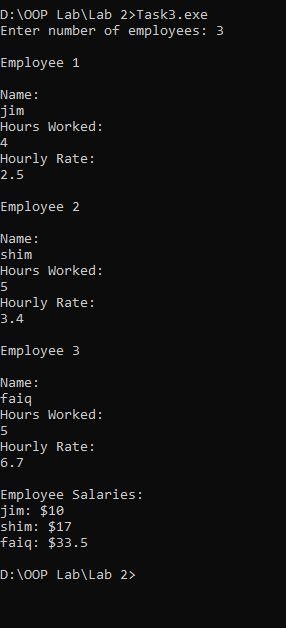 D:\OOP Lab\Lab 2>Task3.exe
Enter number of employees: 3
Employee 1
Name:
jim
Hours Worked:
4
Hourly Rate:
2.5
Employee 2
Name:
shim
Hours Worked:
5
Hourly Rate:
3.4
Employee 3
Name:
faiq
Hours Worked:
5
Hourly Rate:
6.7
Employee Salaries:
jim: $10
shim: $17
faiq: $33.5
D:\OOP Lab\Lab 2>